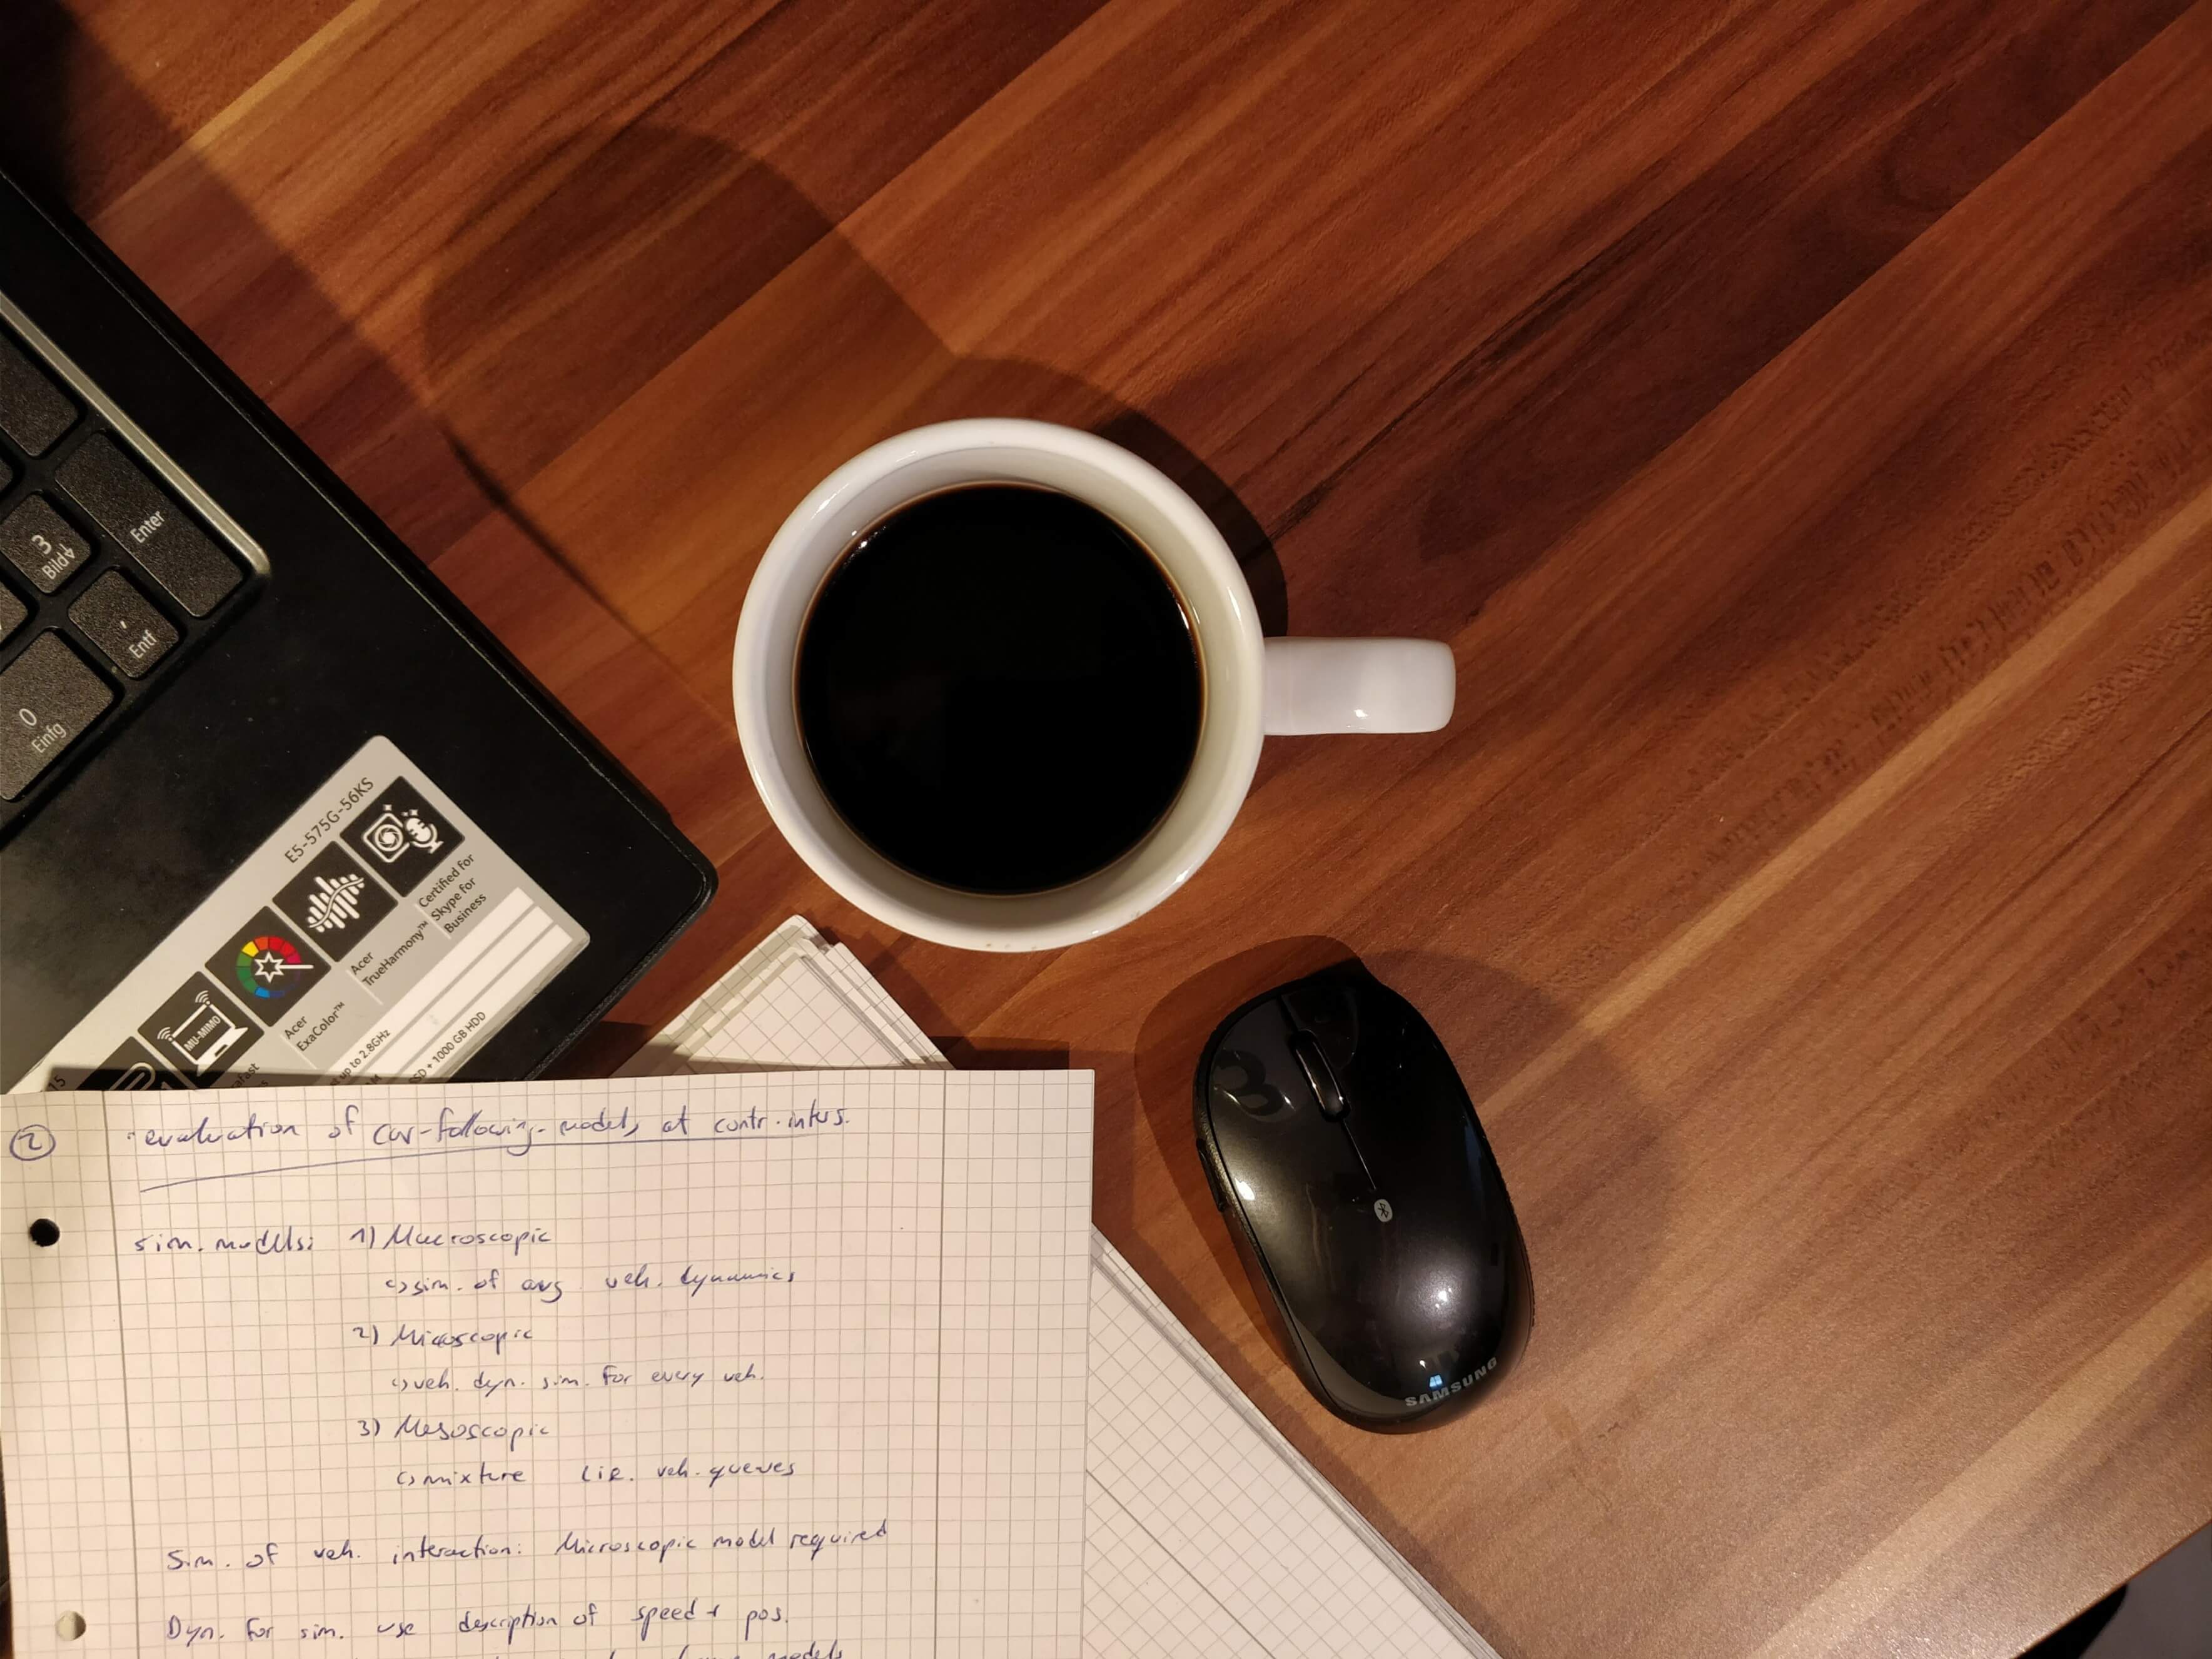 Enter
3
Bild↓
,
Entf
0
Einfg
E5-575G-56KS
Certified for
Skype for
Business
Acer
TrueHarmony™
Acer
ExaColor™
MU-MIMO
up to 2.8GHz
+ 1000 GB HDD
15
SAMSUNG
② evaluation of car-following-models at contr. inters.
sim. models: 1) Macroscopic
↳ sim. of avg veh. dynamics
2) Microscopic
↳ veh. dyn. sim. for every veh.
3) Mesoscopic
↳ mixture (i.e. veh. queues
Sim. of veh. interaction: Microscopic model required
Dyn. for sim. use description of speed + pos.
models